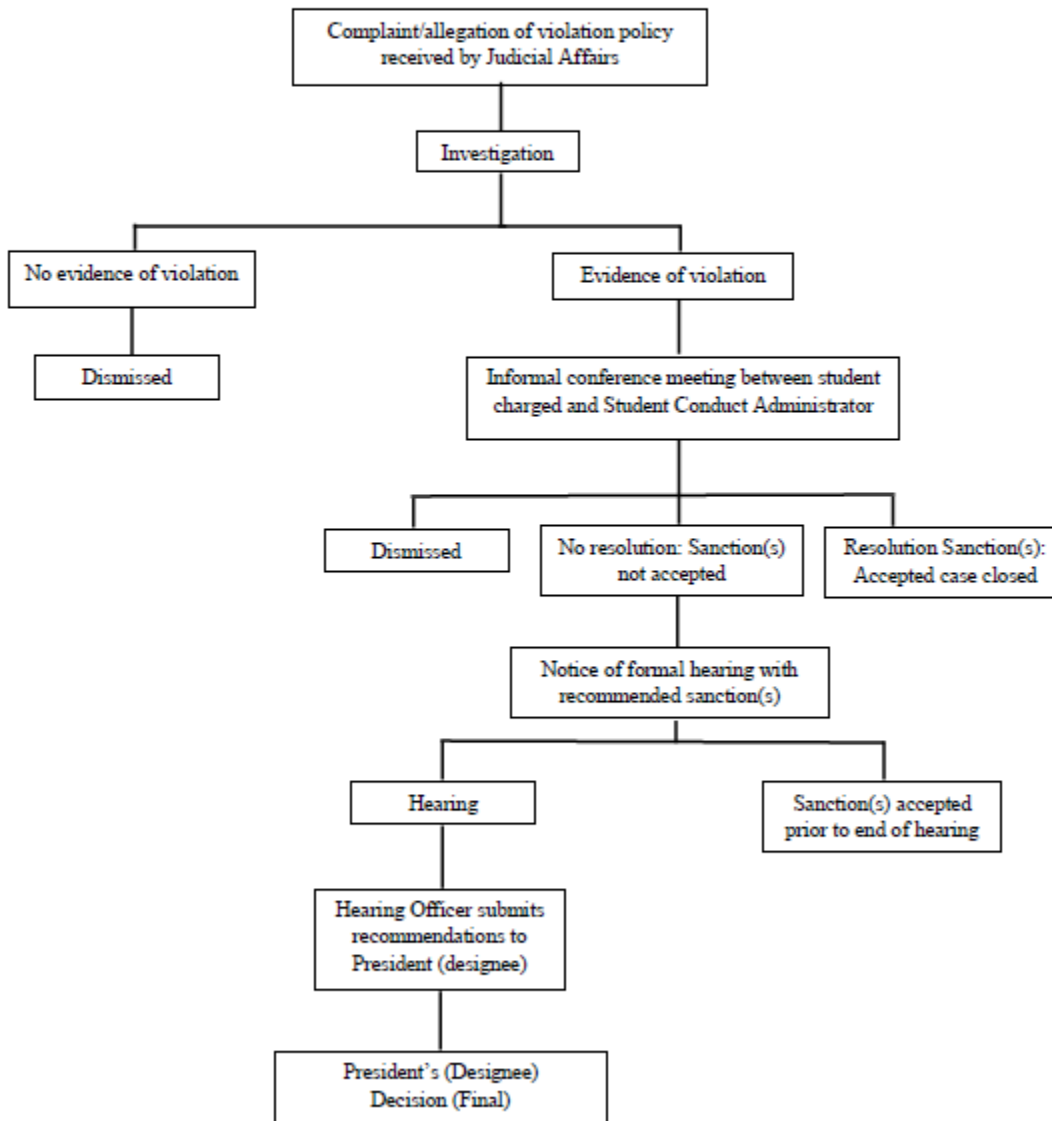 Complaint/allegation of violation policy
received by Judicial Affairs
Investigation
No evidence of violation
Evidence of violation
Dismissed
Informal conference meeting between student
charged and Student Conduct Administrator
Dismissed
No resolution: Sanction(s)
not accepted
Resolution Sanction(s):
Accepted case closed
Notice of formal hearing with
recommended sanction(s)
Hearing
Sanction(s) accepted
prior to end of hearing
Hearing Officer submits
recommendations to
President (designee)
President's (Designee)
Decision (Final)